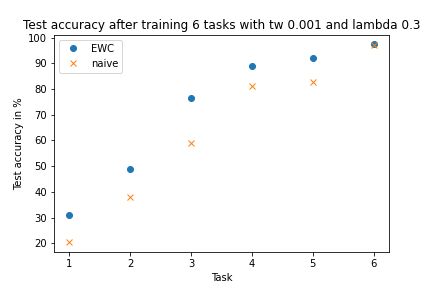 Test accuracy after training 6 tasks with tw 0.001 and lambda 0.3
EWC
naive
100
90
80
70
60
50
40
30
20
Test accuracy in %
1 2 3 4 5 6
Task